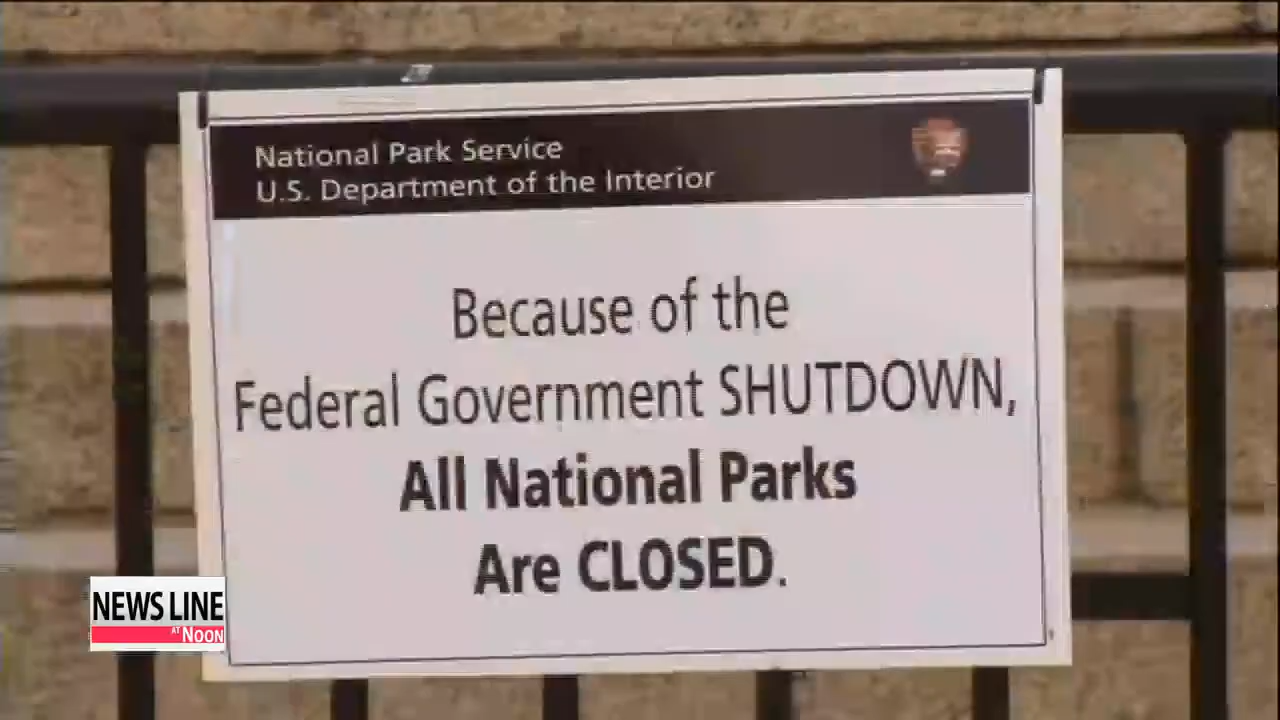 National Park Service
U.S. Department of the Interior
Because of the
Federal Government SHUTDOWN,
All National Parks
Are CLOSED.
NEWS LINE
AT NOON